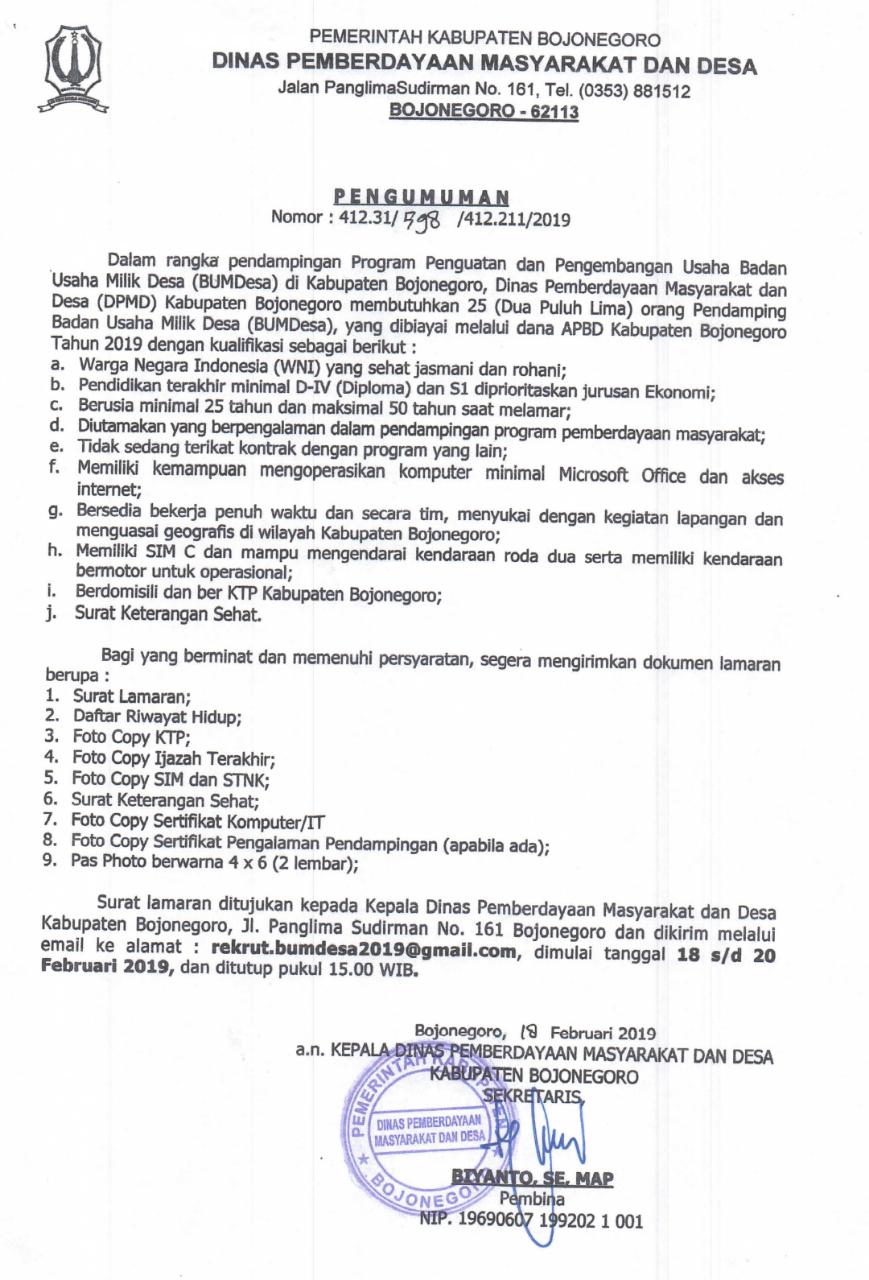 PEMERINTAH KABUPATEN BOJONEGORO
DINAS PEMBERDAYAAN MASYARAKAT DAN DESA
Jalan PanglimaSudirman No. 161, Tel. (0353) 881512
BOJONEGORO - 62113
PENGUMUMAN
Nomor : 412.31/ 798 /412.211/2019
Dalam rangka pendampingan Program Penguatan dan Pengembangan Usaha Badan
Usaha Milik Desa (BUMDesa) di Kabupaten Bojonegoro, Dinas Pemberdayaan Masyarakat dan
Desa (DPMD) Kabupaten Bojonegoro membutuhkan 25 (Dua Puluh Lima) orang Pendamping
Badan Usaha Milik Desa (BUMDesa), yang dibiayai melalui dana APBD Kabupaten Bojonegoro
Tahun 2019 dengan kualifikasi sebagai berikut :
a. Warga Negara Indonesia (WNI) yang sehat jasmani dan rohani;
b. Pendidikan terakhir minimal D-IV (Diploma) dan S1 diprioritaskan jurusan Ekonomi;
c. Berusia minimal 25 tahun dan maksimal 50 tahun saat melamar;
d. Diutamakan yang berpengalaman dalam pendampingan program pemberdayaan masyarakat;
e. Tidak sedang terikat kontrak dengan program yang lain;
f. Memiliki kemampuan mengoperasikan komputer minimal Microsoft Office dan akses
internet;
g. Bersedia bekerja penuh waktu dan secara tim, menyukai dengan kegiatan lapangan dan
menguasai geografis di wilayah Kabupaten Bojonegoro;
h. Memiliki SIM C dan mampu mengendarai kendaraan roda dua serta memiliki kendaraan
bermotor untuk operasional;
i. Berdomisili dan ber KTP Kabupaten Bojonegoro;
j. Surat Keterangan Sehat.
Bagi yang berminat dan memenuhi persyaratan, segera mengirimkan dokumen lamaran
berupa :
1. Surat Lamaran;
2. Daftar Riwayat Hidup;
3. Foto Copy KTP;
4. Foto Copy Ijazah Terakhir;
5. Foto Copy SIM dan STNK;
6. Surat Keterangan Sehat;
7. Foto Copy Sertifikat Komputer/IT
8. Foto Copy Sertifikat Pengalaman Pendampingan (apabila ada);
9. Pas Photo berwarna 4 x 6 (2 lembar);
Surat lamaran ditujukan kepada Kepala Dinas Pemberdayaan Masyarakat dan Desa
Kabupaten Bojonegoro, Jl. Panglima Sudirman No. 161 Bojonegoro dan dikirim melalui
email ke alamat : rekrut.bumdesa2019@gmail.com, dimulai tanggal 18 s/d 20
Februari 2019, dan ditutup pukul 15.00 WIB.
Bojonegoro, 18 Februari 2019
a.n. KEPALA DINAS PEMBERDAYAAN MASYARAKAT DAN DESA
KABUPATEN BOJONEGORO
SEKRETARIS,
PEMERINTAH KABUPATEN
DINAS PEMBERDAYAAN
MASYARAKAT DAN DESA
BOJONEGORO
BIYANTO, SE, MAP
Pembina
NIP. 19690607 199202 1 001